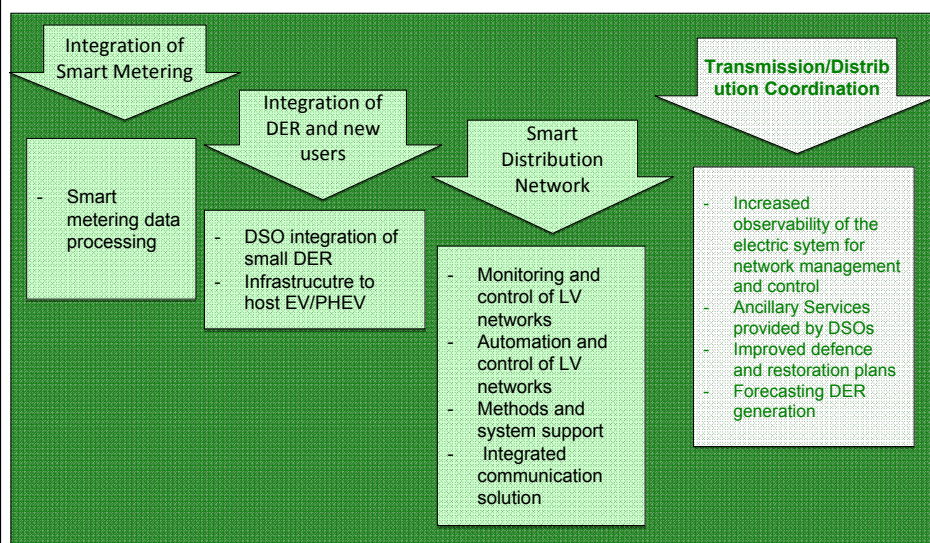 Integration of
Smart Metering
- Smart
metering data
processing
Integration of
DER and new
users
- DSO integration of
small DER
- Infrastrucutre to
host EV/PHEV
Smart
Distribution
Network
- Monitoring and
control of LV
networks
- Automation and
control of LV
networks
- Methods and
system support
- Integrated
communication
solution
Transmission/Distrib
ution Coordination
- Increased
observability of the
electric sytem for
network management
and control
- Ancillary Services
provided by DSOs
- Improved defence
and restoration plans
- Forecasting DER
generation